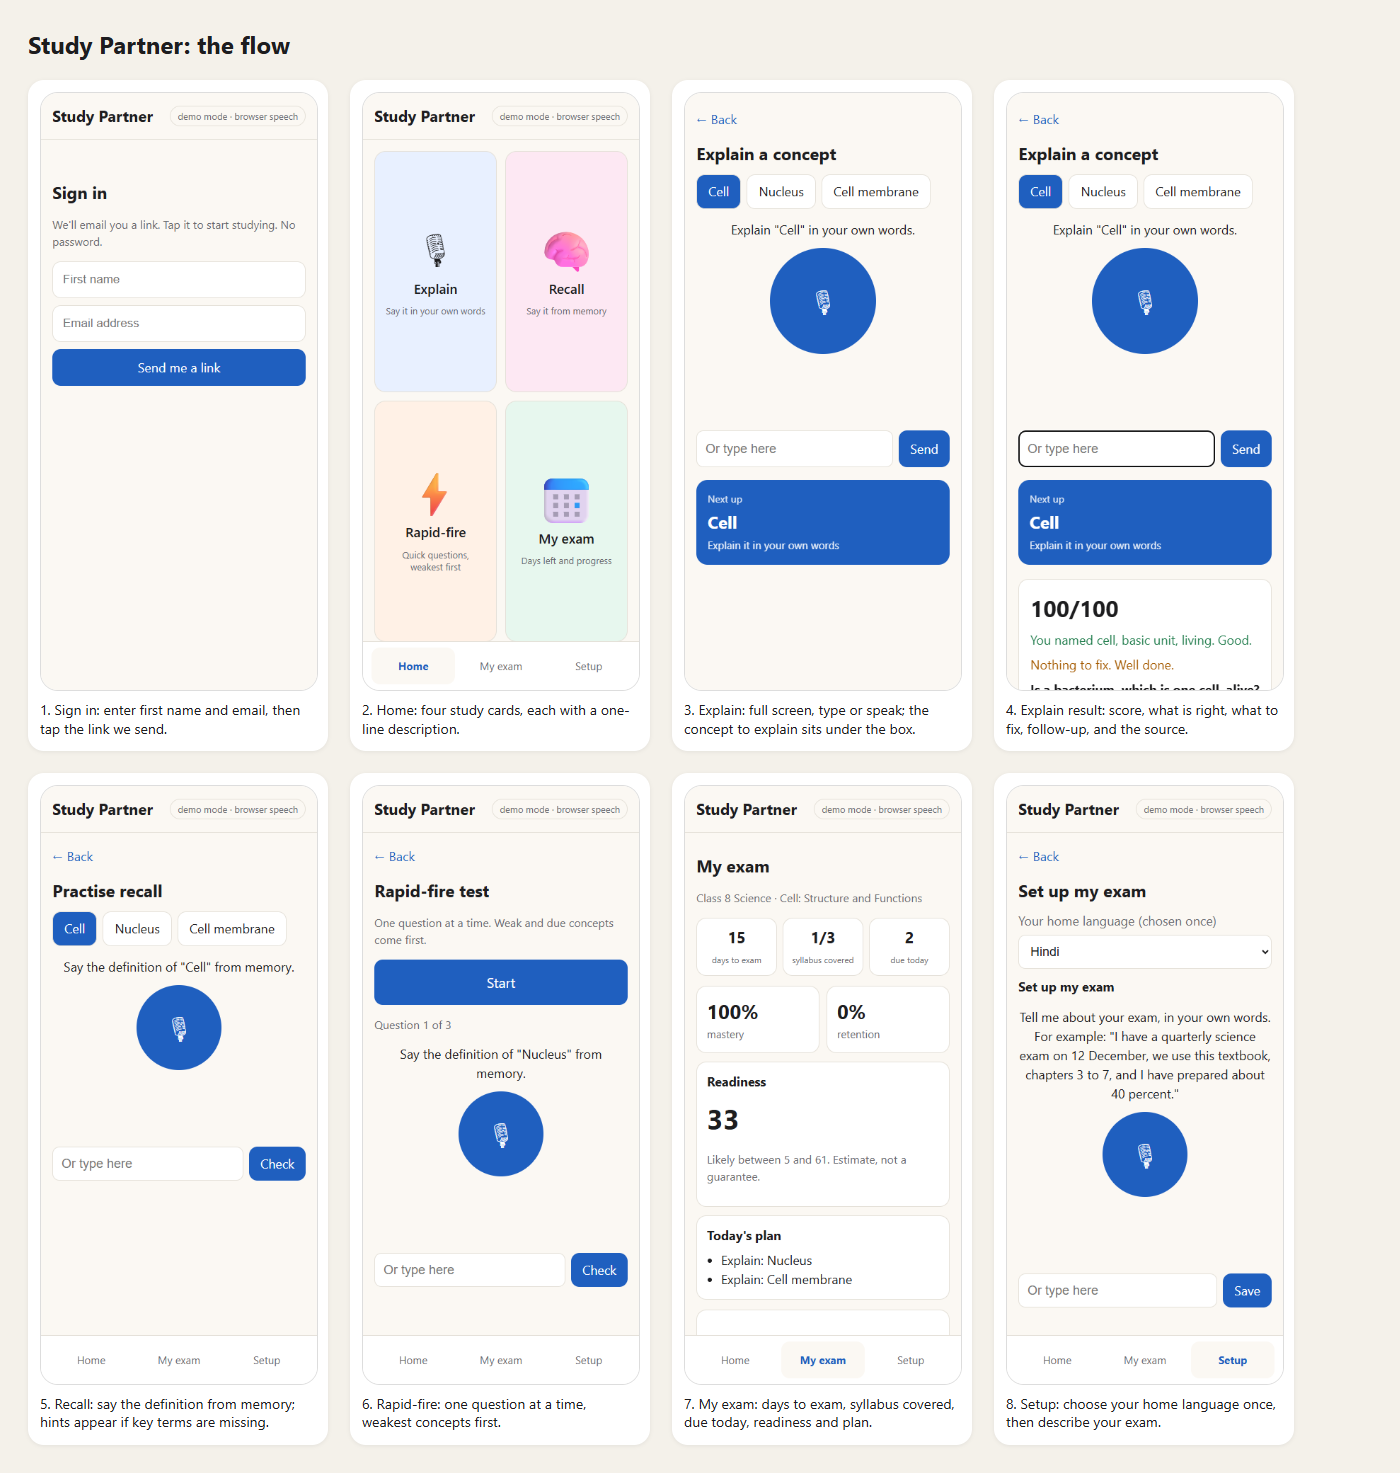 Study Partner: the flow
Study Partner
demo mode · browser speech
Sign in
We'll email you a link. Tap it to start studying. No
password.
First name
Email address
Send me a link
1. Sign in: enter first name and email, then
tap the link we send.
Study Partner
demo mode · browser speech
Explain
Say it in your own words
Recall
Say it from memory
Rapid-fire
Quick questions,
weakest first
My exam
Days left and progress
Home
My exam
Setup
2. Home: four study cards, each with a one-
line description.
← Back
Explain a concept
Cell
Nucleus
Cell membrane
Explain "Cell" in your own words.
Or type here
Send
Next up
Cell
Explain it in your own words
3. Explain: full screen, type or speak; the
concept to explain sits under the box.
← Back
Explain a concept
Cell
Nucleus
Cell membrane
Explain "Cell" in your own words.
Or type here
Send
Next up
Cell
Explain it in your own words
100/100
You named cell, basic unit, living. Good.
Nothing to fix. Well done.
Is a bacterium, which is one cell, alive?
4. Explain result: score, what is right, what to
fix, follow-up, and the source.
Study Partner
demo mode · browser speech
← Back
Practise recall
Cell
Nucleus
Cell membrane
Say the definition of "Cell" from memory.
Or type here
Check
Home
My exam
Setup
5. Recall: say the definition from memory;
hints appear if key terms are missing.
Study Partner
demo mode · browser speech
← Back
Rapid-fire test
One question at a time. Weak and due concepts
come first.
Start
Question 1 of 3
Say the definition of "Nucleus" from
memory.
Or type here
Check
Home
My exam
Setup
6. Rapid-fire: one question at a time,
weakest concepts first.
Study Partner
demo mode · browser speech
My exam
Class 8 Science · Cell: Structure and Functions
15
days to exam
1/3
syllabus covered
2
due today
100%
mastery
0%
retention
Readiness
33
Likely between 5 and 61. Estimate, not a
guarantee.
Today's plan
• Explain: Nucleus
• Explain: Cell membrane
Home
My exam
Setup
7. My exam: days to exam, syllabus covered,
due today, readiness and plan.
Study Partner
demo mode · browser speech
← Back
Set up my exam
Your home language (chosen once)
Hindi
Set up my exam
Tell me about your exam, in your own words.
For example: "I have a quarterly science
exam on 12 December, we use this textbook,
chapters 3 to 7, and I have prepared about
40 percent."
Or type here
Save
Home
My exam
Setup
8. Setup: choose your home language once,
then describe your exam.